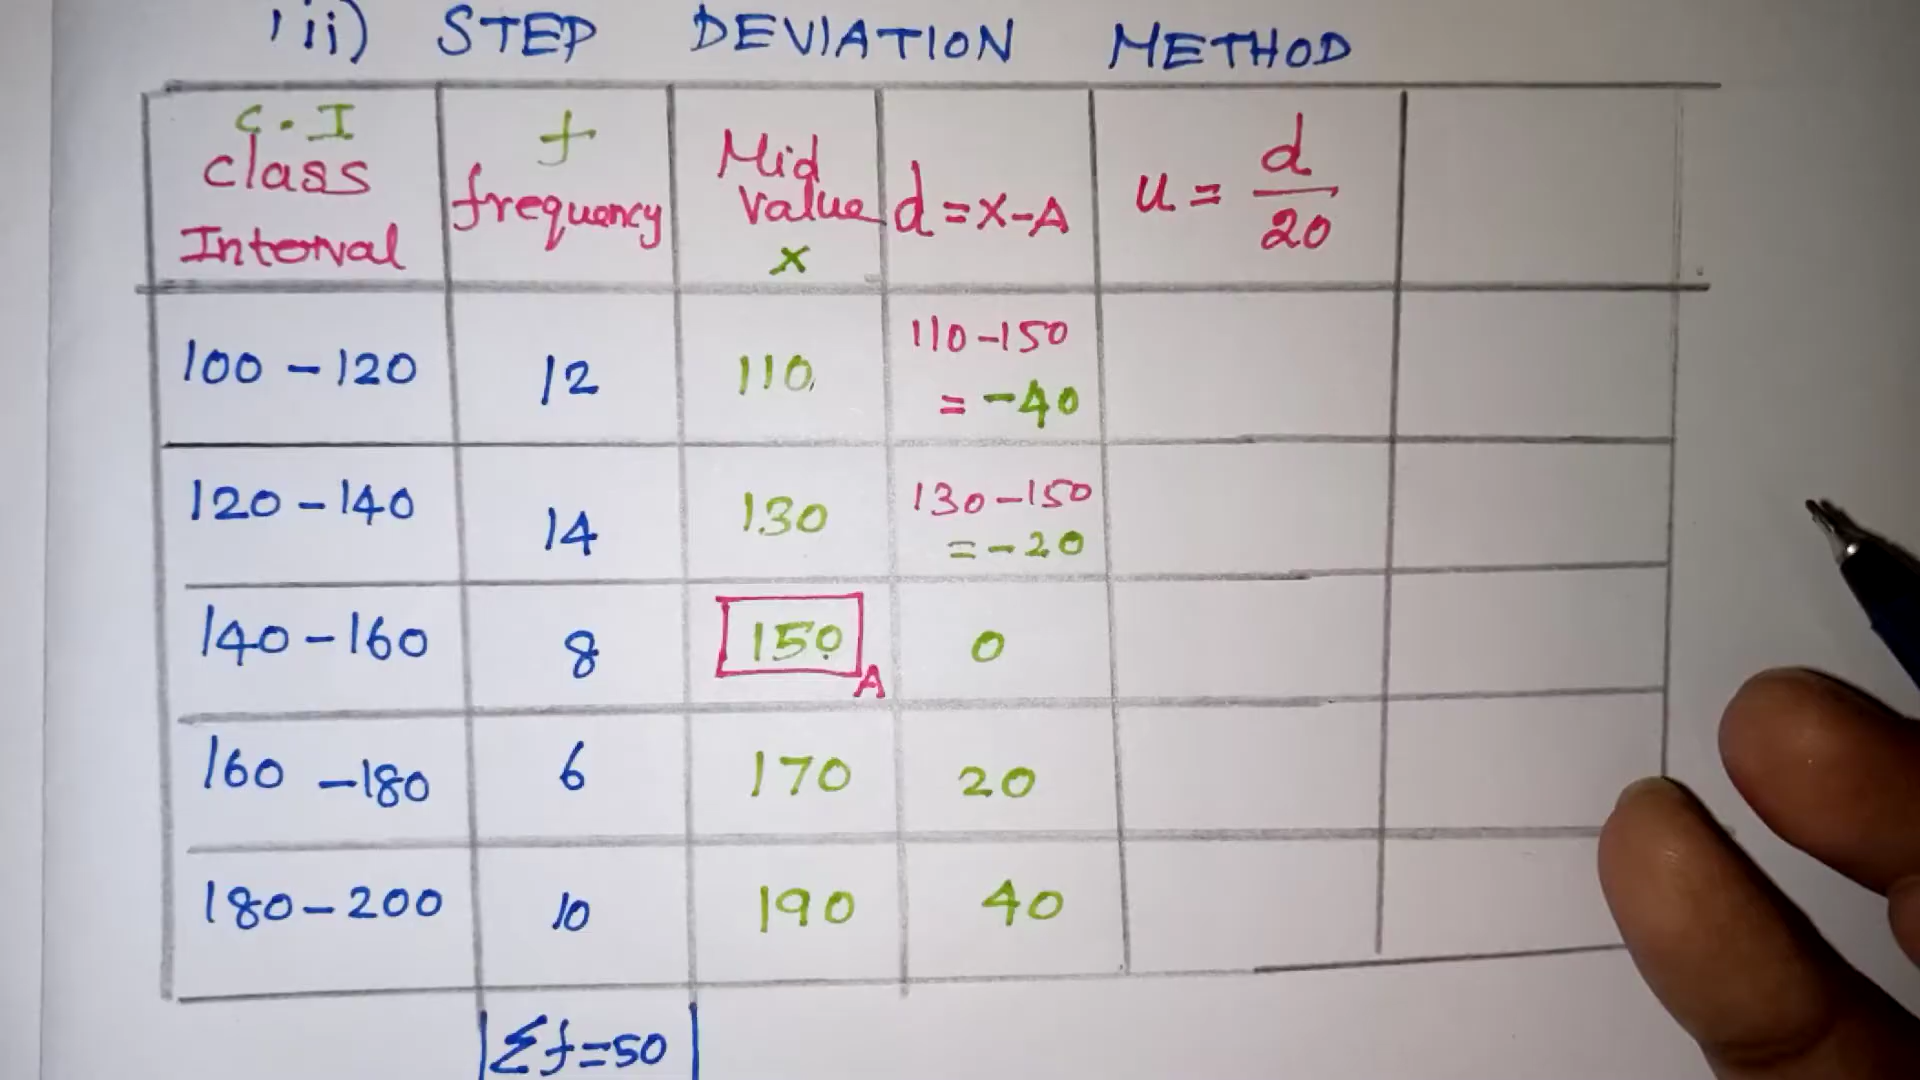 iii) STEP DEVIATION METHOD
C.I
Class
Interval
f
frequency
Mid
Value
x
d=x-A
u = d/20
100-120
12
110
110-150
= -40
120-140
14
130
130-150
= -20
140-160
8
150
A
0
160-180
6
170
20
180-200
10
190
40
Σf=50